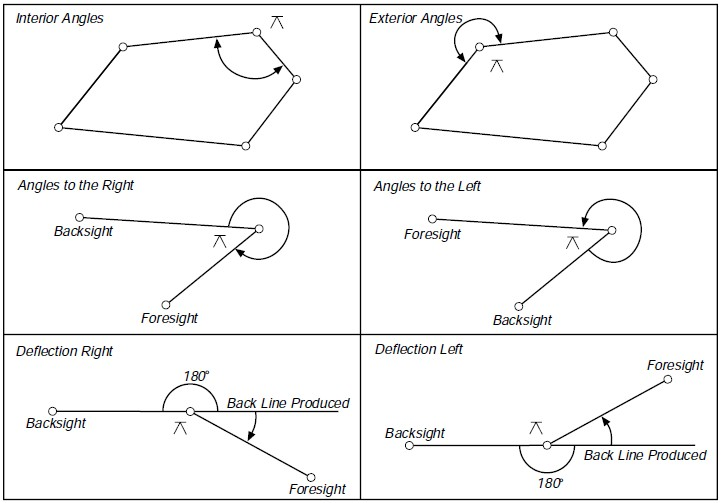 Interior Angles
Exterior Angles
Angles to the Right
Backsight
Foresight
Angles to the Left
Foresight
Backsight
Deflection Right
180°
Backsight
Back Line Produced
Foresight
Deflection Left
Foresight
Backsight
Back Line Produced
180°